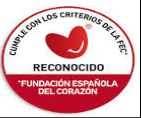 CUMPLE CON LOS CRITERIOS DE LA FEC*
RECONOCIDO
*FUNDACIÓN ESPAÑOLA
DEL CORAZÓN